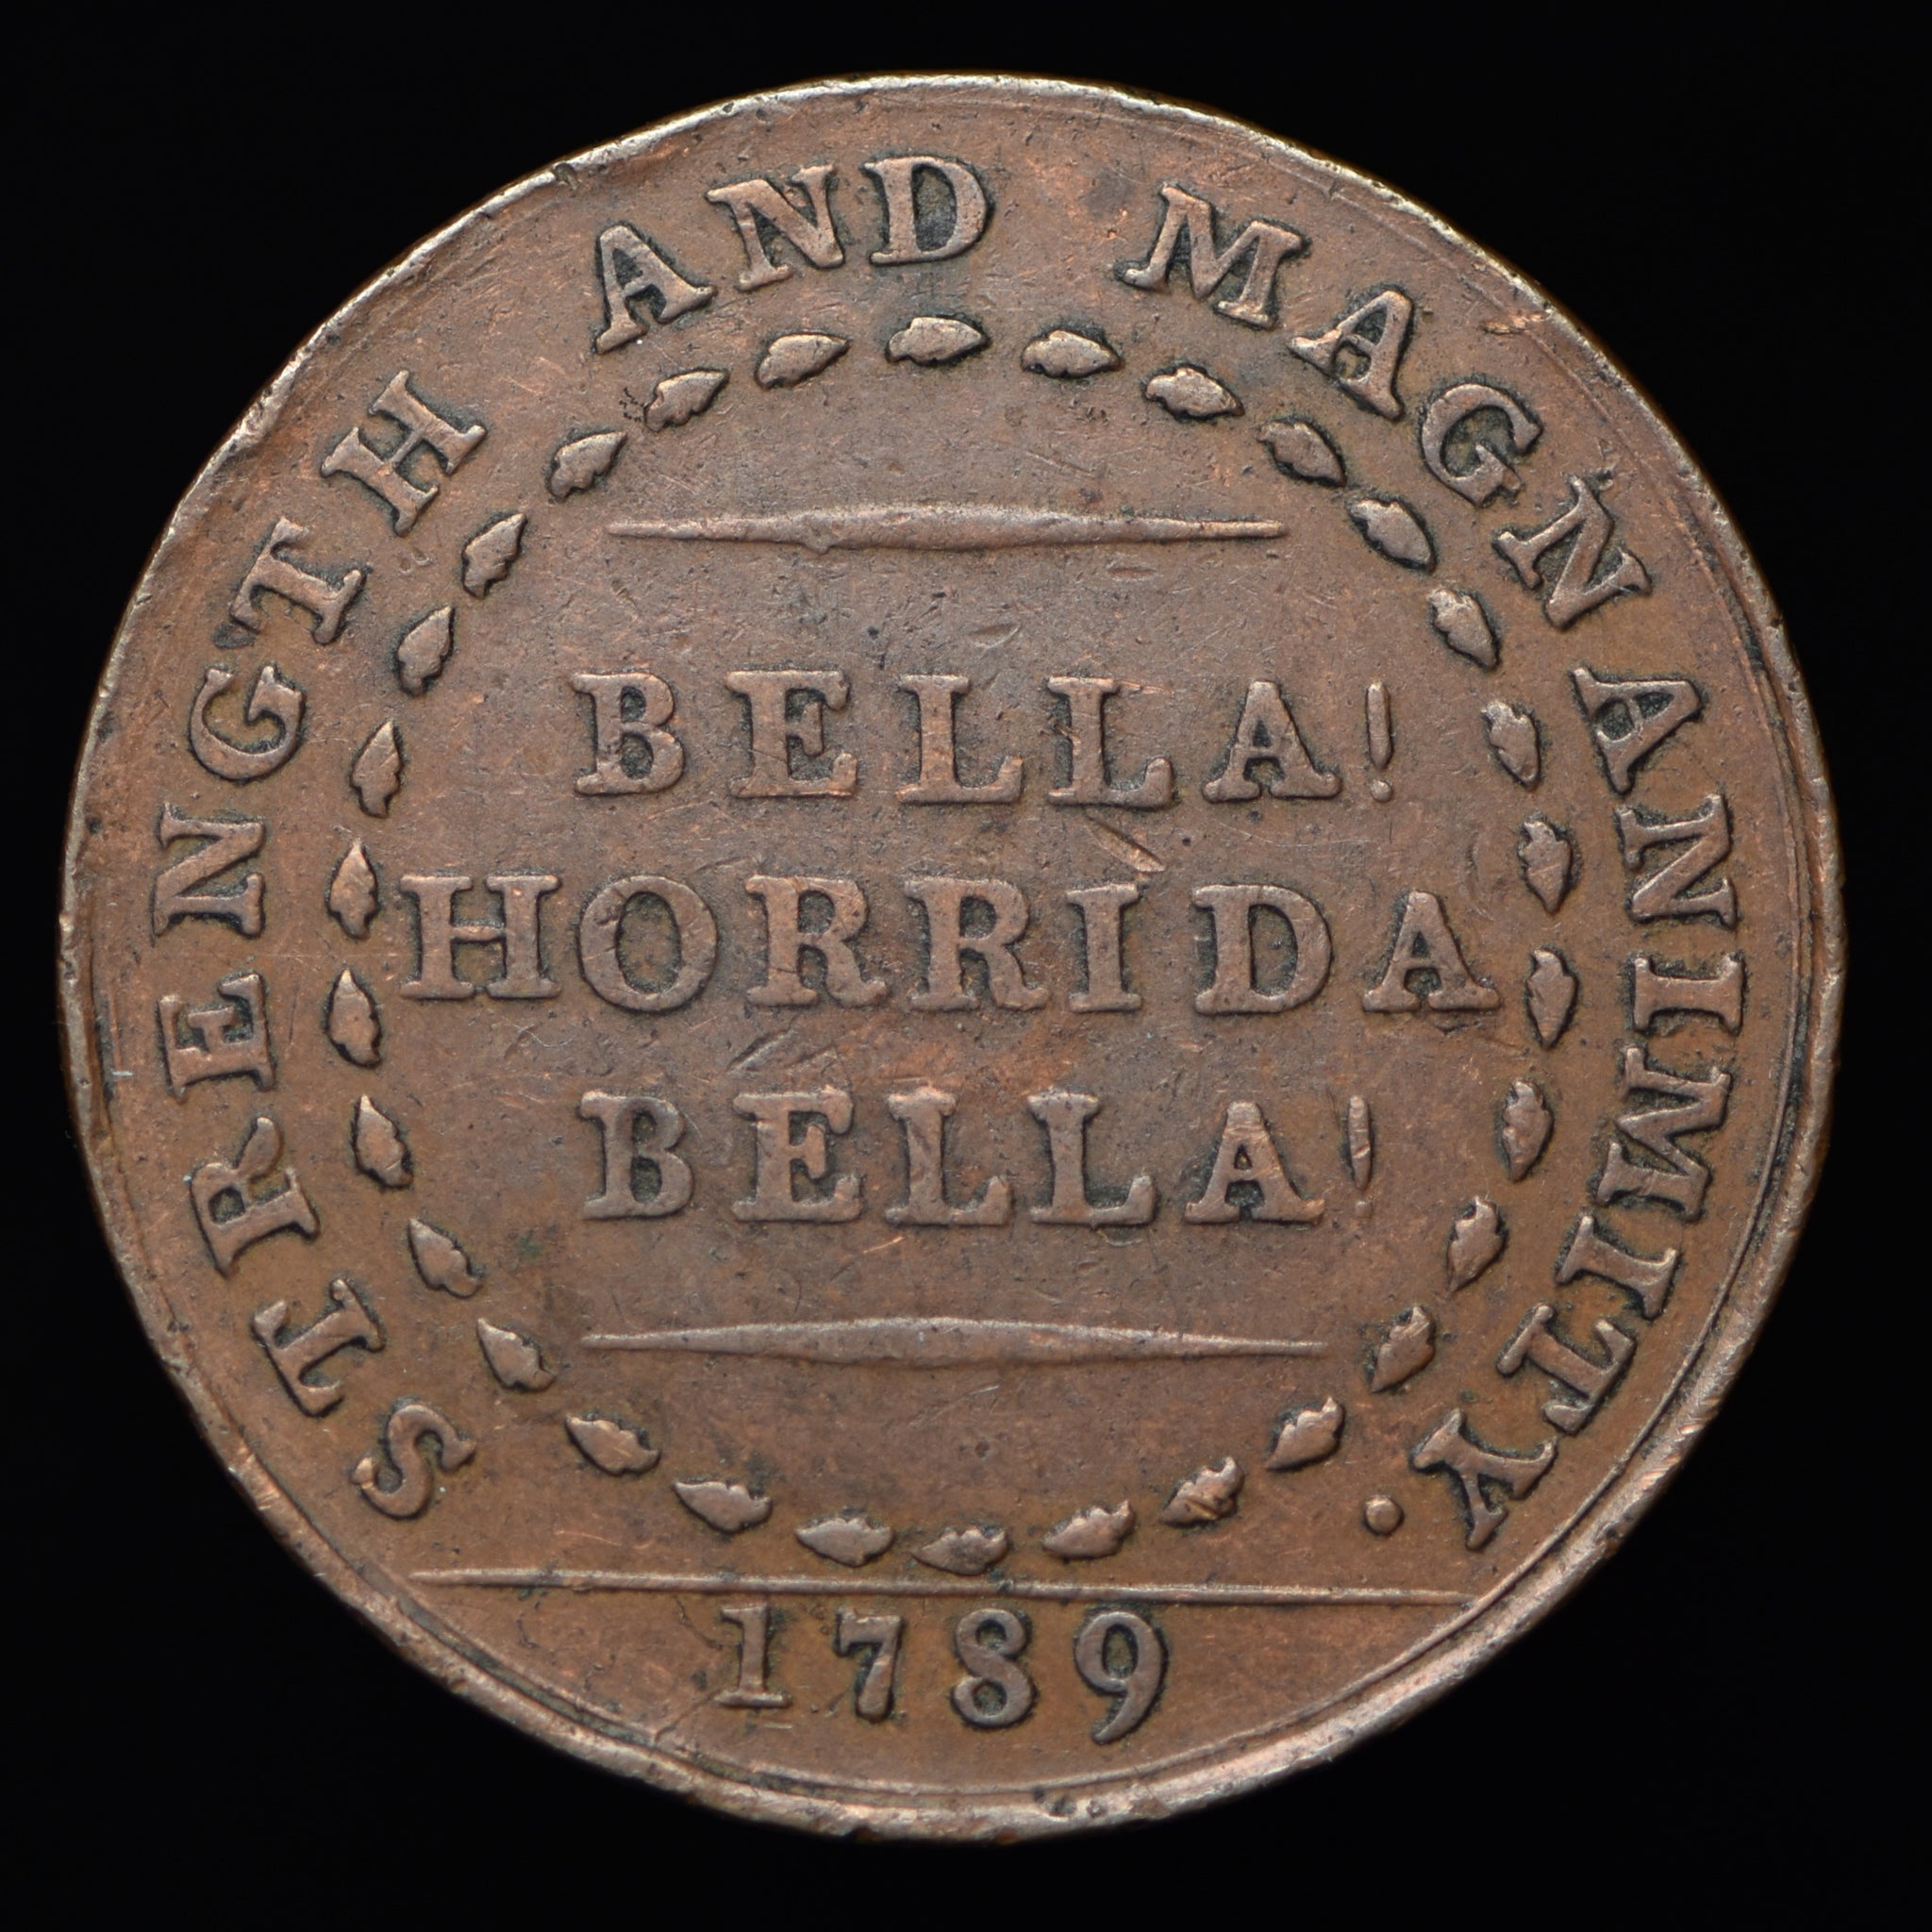 STRENGTH AND MAGNANIMITY.
BELLA!
HORRIDA
BELLA!
1789